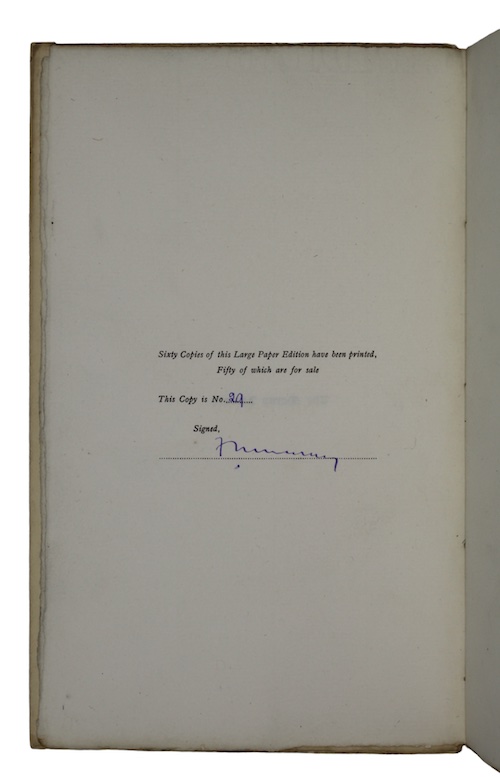 Sixty Copies of this Large Paper Edition have been printed,
Fifty of which are for sale
This Copy is No. 29
Signed,